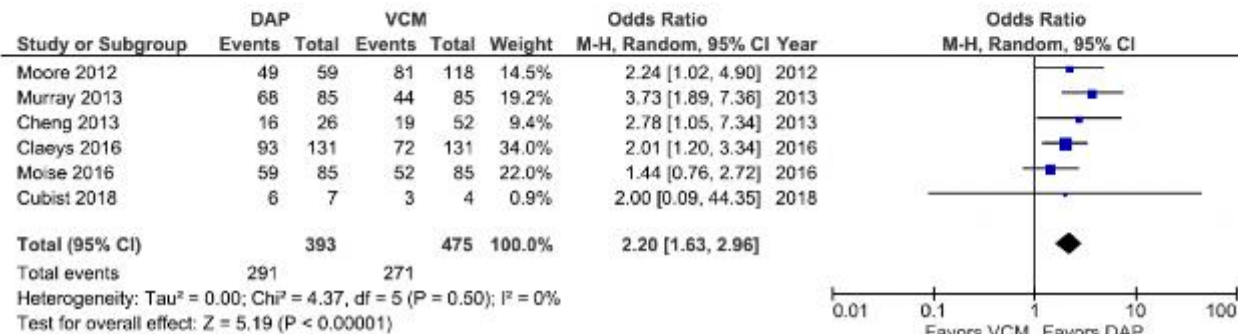 DAP VCM Odds Ratio Odds Ratio
Study or Subgroup Events Total Events Total Weight M-H, Random, 95% CI Year M-H, Random, 95% CI
Moore 2012 49 59 81 118 14.5% 2.24 [1.02, 4.90] 2012
Murray 2013 68 85 44 85 19.2% 3.73 [1.89, 7.36] 2013
Cheng 2013 16 26 19 52 9.4% 2.78 [1.05, 7.34] 2013
Claeys 2016 93 131 72 131 34.0% 2.01 [1.20, 3.34] 2016
Moise 2016 59 85 52 85 22.0% 1.44 [0.76, 2.72] 2016
Cubist 2018 6 7 3 4 0.9% 2.00 [0.09, 44.35] 2018
Total (95% CI) 393 475 100.0% 2.20 [1.63, 2.96]
Total events 291 271
Heterogeneity: Tau² = 0.00; Chi² = 4.37, df = 5 (P = 0.50); I² = 0%
Test for overall effect: Z = 5.19 (P < 0.00001)
0.01 0.1 1 10 100
Favors VCM Favors DAP